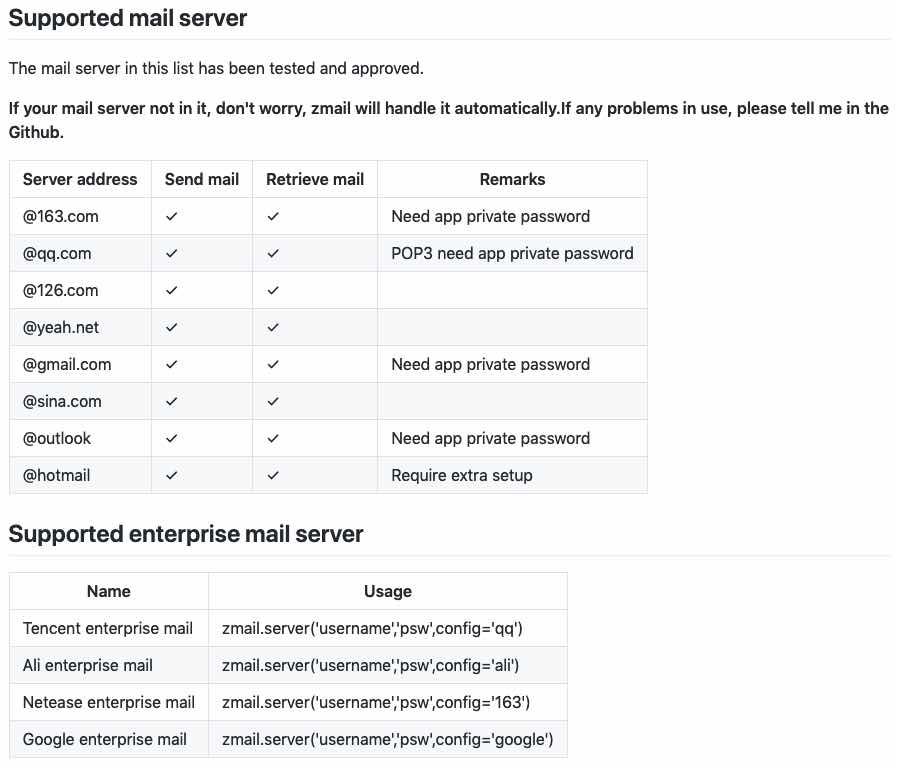 Supported mail server
The mail server in this list has been tested and approved.
If your mail server not in it, don't worry, zmail will handle it automatically.If any problems in use, please tell me in the
Github.
Server address Send mail Retrieve mail Remarks
@163.com ✓ ✓ Need app private password
@qq.com ✓ ✓ POP3 need app private password
@126.com ✓ ✓
@yeah.net ✓ ✓
@gmail.com ✓ ✓ Need app private password
@sina.com ✓ ✓
@outlook ✓ ✓ Need app private password
@hotmail ✓ ✓ Require extra setup
Supported enterprise mail server
Name Usage
Tencent enterprise mail zmail.server('username','psw',config='qq')
Ali enterprise mail zmail.server('username','psw',config='ali')
Netease enterprise mail zmail.server('username','psw',config='163')
Google enterprise mail zmail.server('username','psw',config='google')